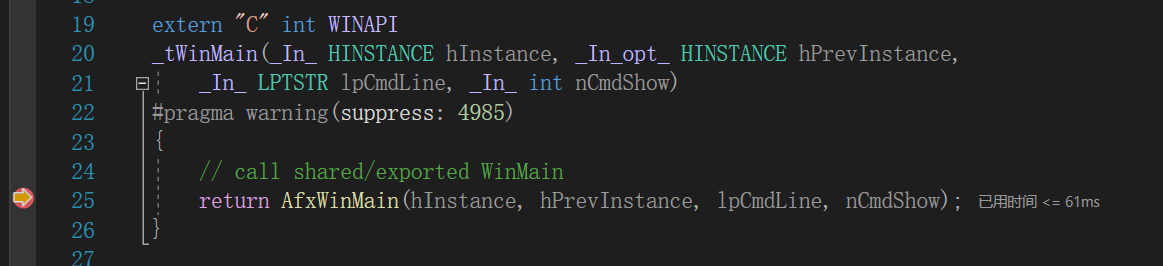 19 extern "C" int WINAPI
20 _tWinMain(_In_ HINSTANCE hInstance, _In_opt_ HINSTANCE hPrevInstance,
21 _In_ LPTSTR lpCmdLine, _In_ int nCmdShow)
22 #pragma warning(suppress: 4985)
23 {
24 // call shared/exported WinMain
25 return AfxWinMain(hInstance, hPrevInstance, lpCmdLine, nCmdShow); 已用时间 <= 61ms
26 }
27